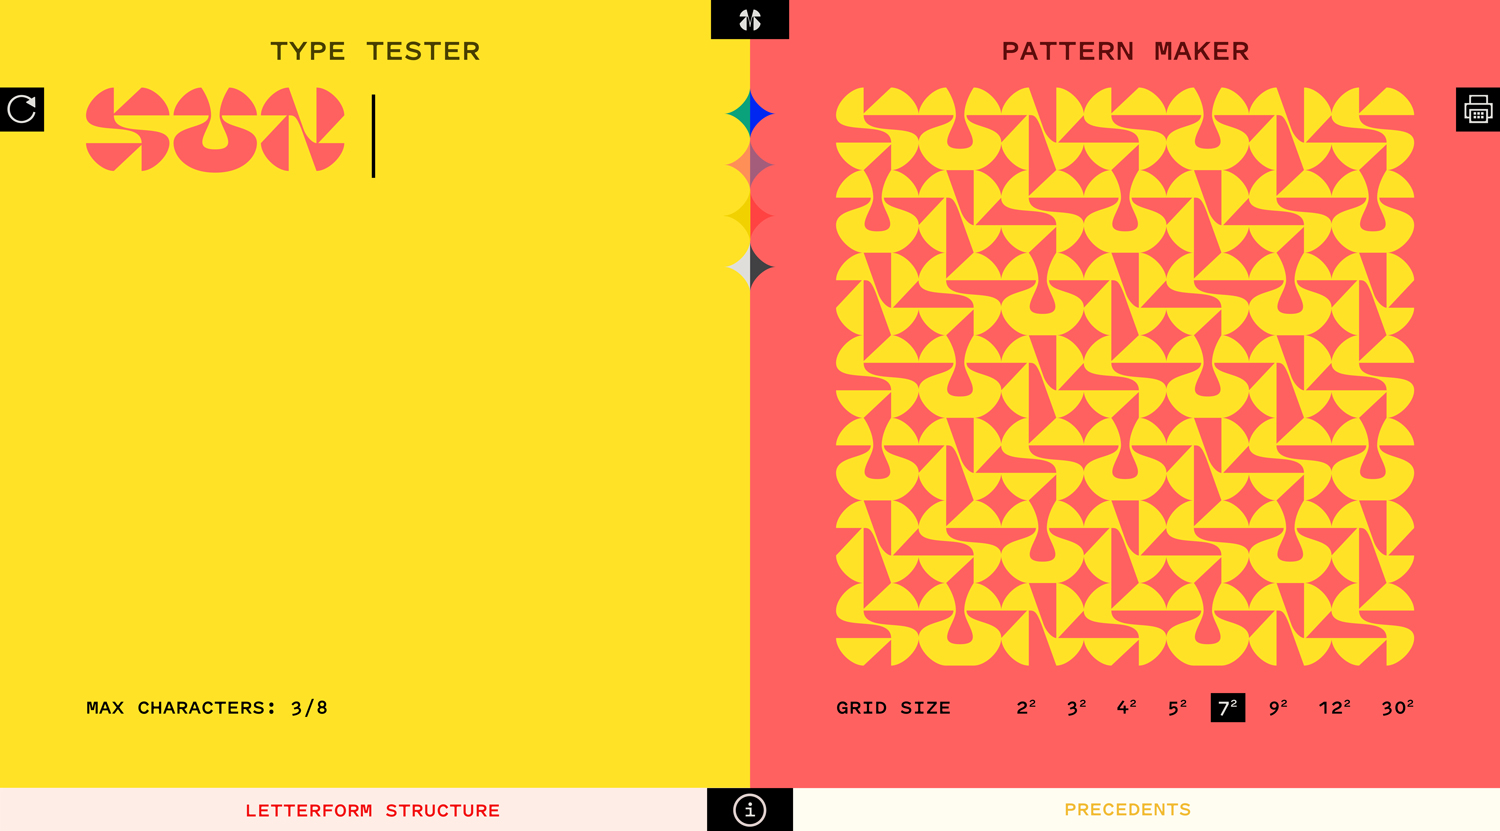 TYPE TESTER
SUN
MAX CHARACTERS: 3/8
PATTERN MAKER
GRID SIZE 2² 3² 4² 5² 7² 9² 12² 30²
LETTERFORM STRUCTURE
i
PRECEDENTS